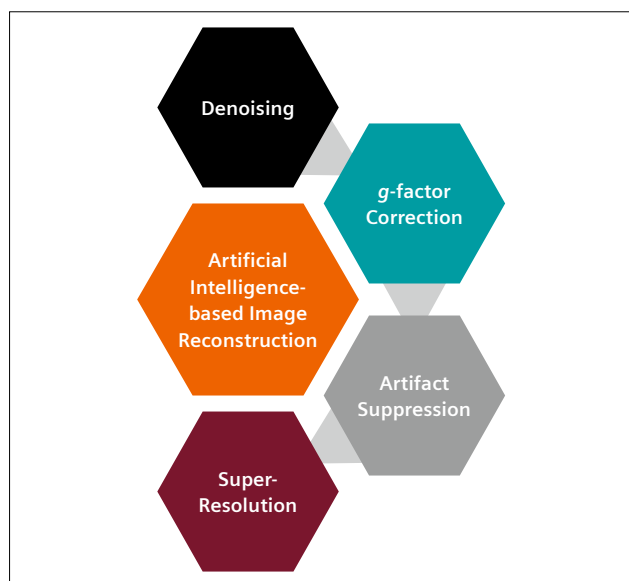 Denoising
g-factor
Correction
Artificial
Intelligence-
based Image
Reconstruction
Artifact
Suppression
Super-
Resolution